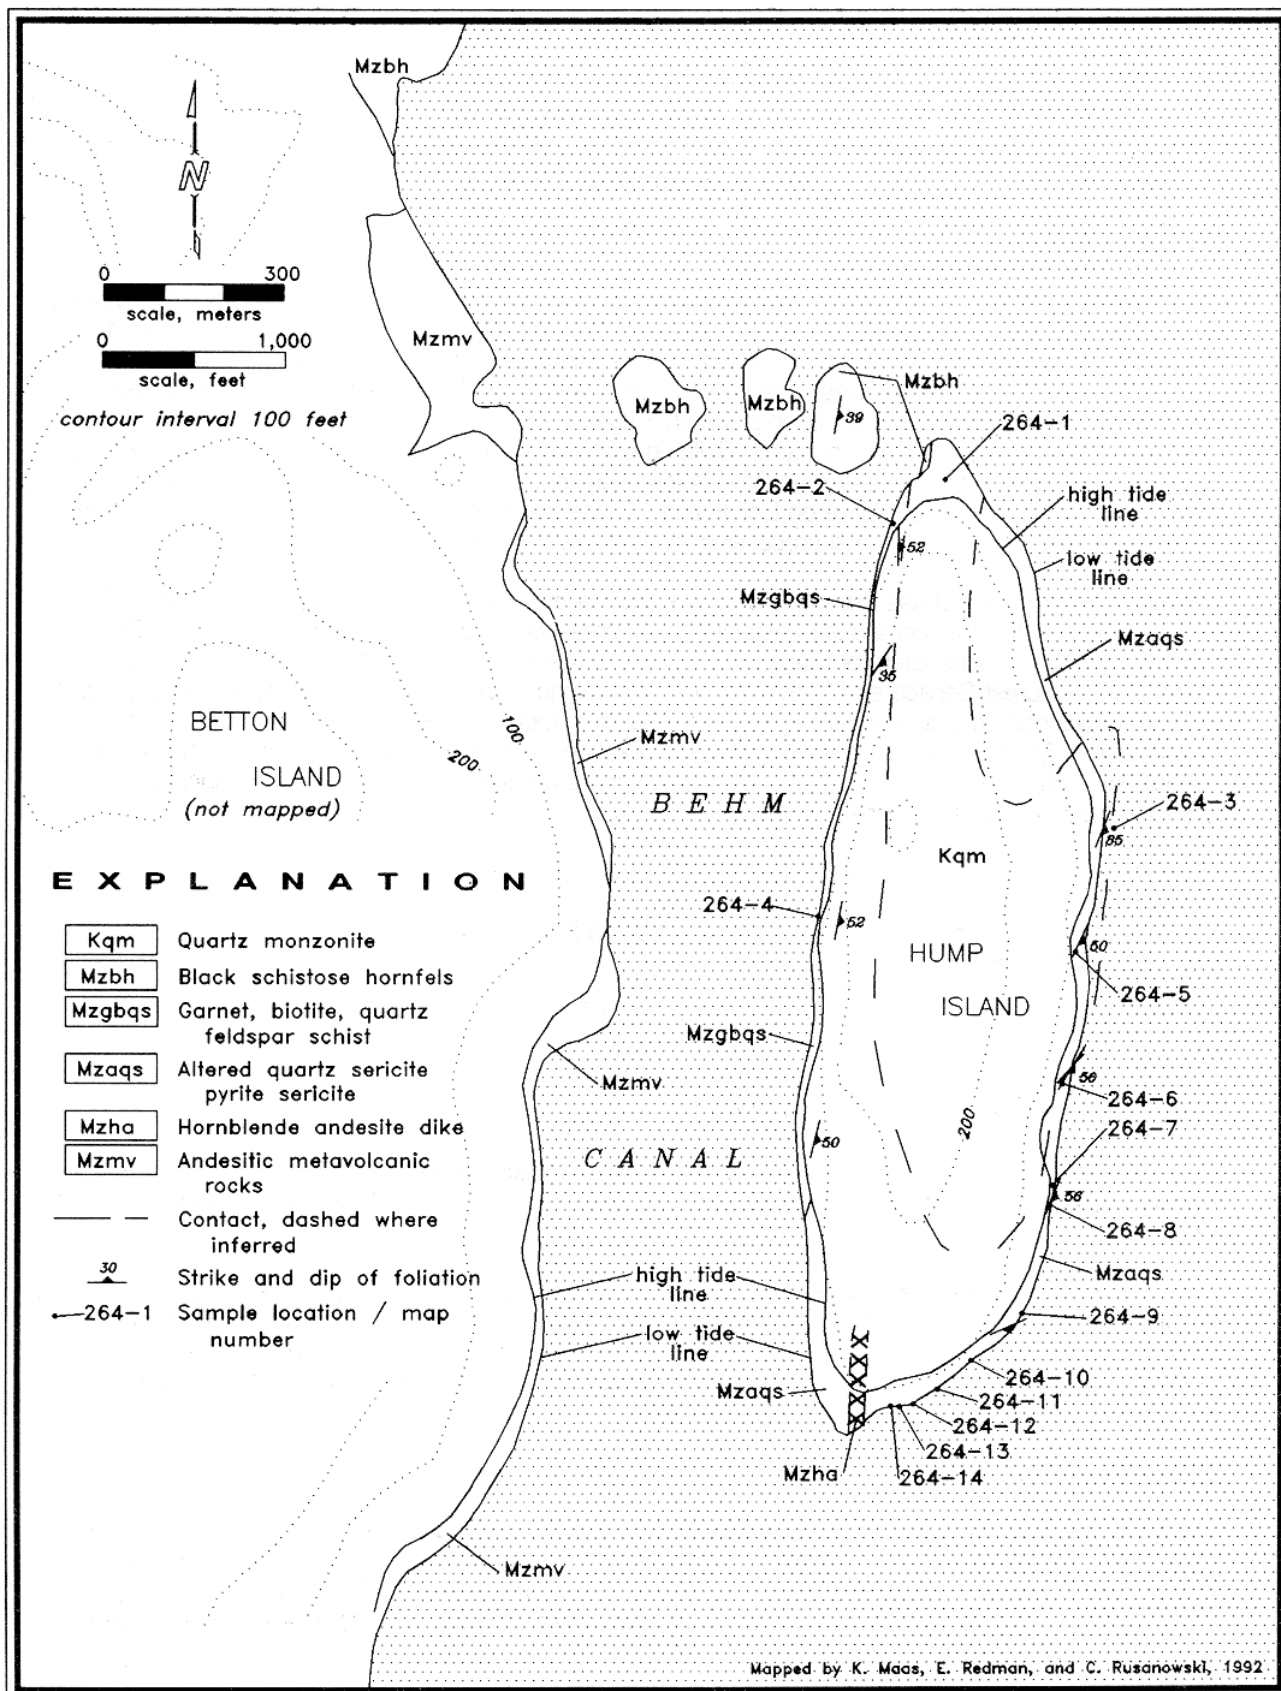 Mzbh
N
0 300
scale, meters
0 1,000
scale, feet
contour interval 100 feet
Mzmv
Mzbh
Mzbh
Mzbh
39
264-1
264-2
high tide
line
52
low tide
line
Mzgbqs
Mzaqs
35
BETTON
ISLAND
(not mapped)
100
200
Mzmv
BEHM
264-3
85
Kqm
264-4
52
50
HUMP
ISLAND
264-5
Mzgbqs
Mzmv
56
264-6
264-7
200
50
CANAL
56
264-8
Mzaqs
high tide
line
264-9
low tide
line
264-10
Mzaqs
264-11
264-12
264-13
Mzha
264-14
Mzmv
EXPLANATION
Kqm Quartz monzonite
Mzbh Black schistose hornfels
Mzgbqs Garnet, biotite, quartz
feldspar schist
Mzaqs Altered quartz sericite
pyrite sericite
Mzha Hornblende andesite dike
Mzmv Andesitic metavolcanic
rocks
Contact, dashed where
inferred
30 Strike and dip of foliation
264-1 Sample location / map
number
Mapped by K. Maas, E. Redman, and C. Rusanowski, 1992